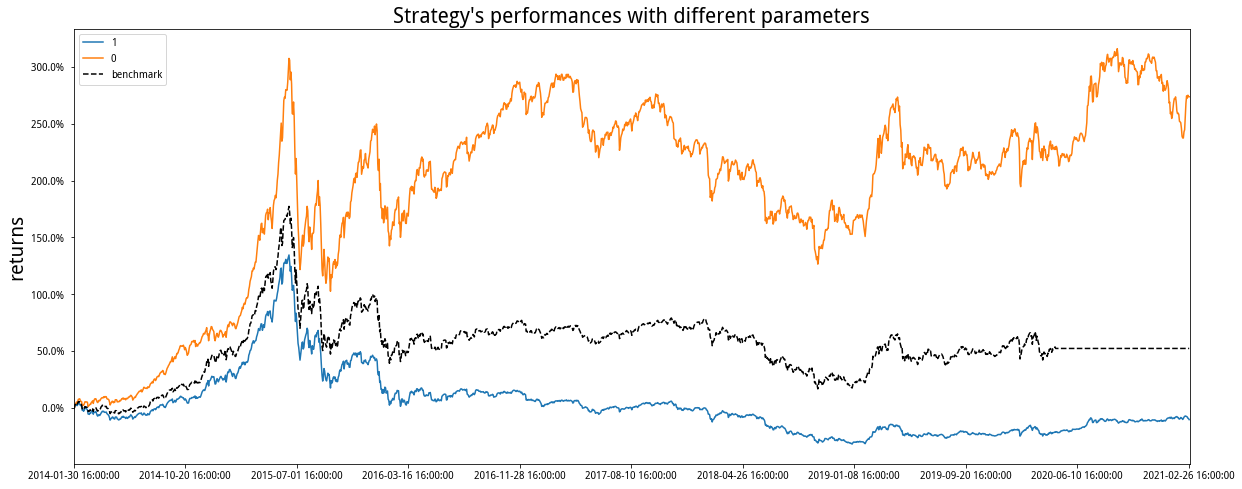 Strategy's performances with different parameters
1
0
benchmark
returns
300.0%
250.0%
200.0%
150.0%
100.0%
50.0%
0.0%
2014-01-30 16:00:00 2014-10-20 16:00:00 2015-07-01 16:00:00 2016-03-16 16:00:00 2016-11-28 16:00:00 2017-08-10 16:00:00 2018-04-26 16:00:00 2019-01-08 16:00:00 2019-09-20 16:00:00 2020-06-10 16:00:00 2021-02-26 16:00:00